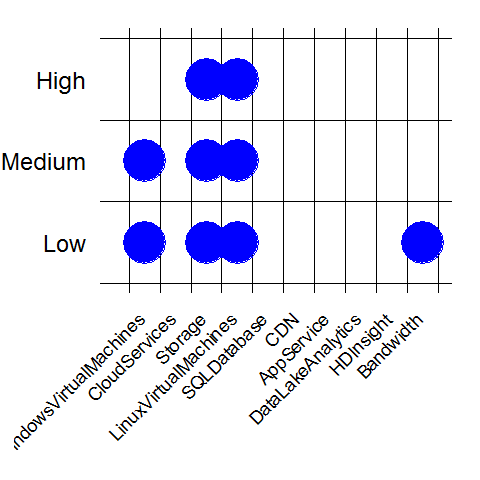 High
Medium
Low
ndowsVirtualMachines
CloudServices
Storage
LinuxVirtualMachines
SQLDatabase
CDN
AppService
DataLakeAnalytics
HDInsight
Bandwidth